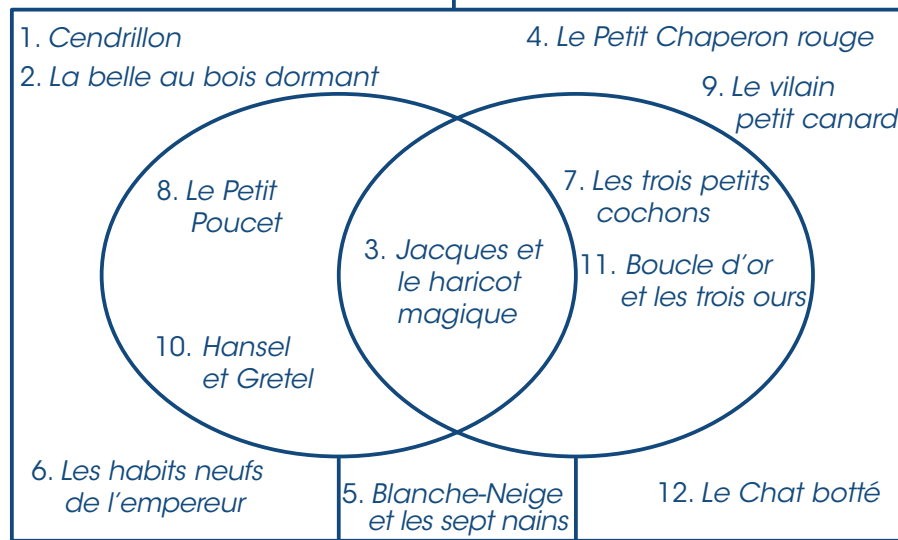 1. Cendrillon
4. Le Petit Chaperon rouge
2. La belle au bois dormant
9. Le vilain
petit canard
8. Le Petit
Poucet
7. Les trois petits
cochons
3. Jacques et
le haricot
magique
11. Boucle d'or
et les trois ours
10. Hansel
et Gretel
6. Les habits neufs
de l'empereur
5. Blanche-Neige
et les sept nains
12. Le Chat botté